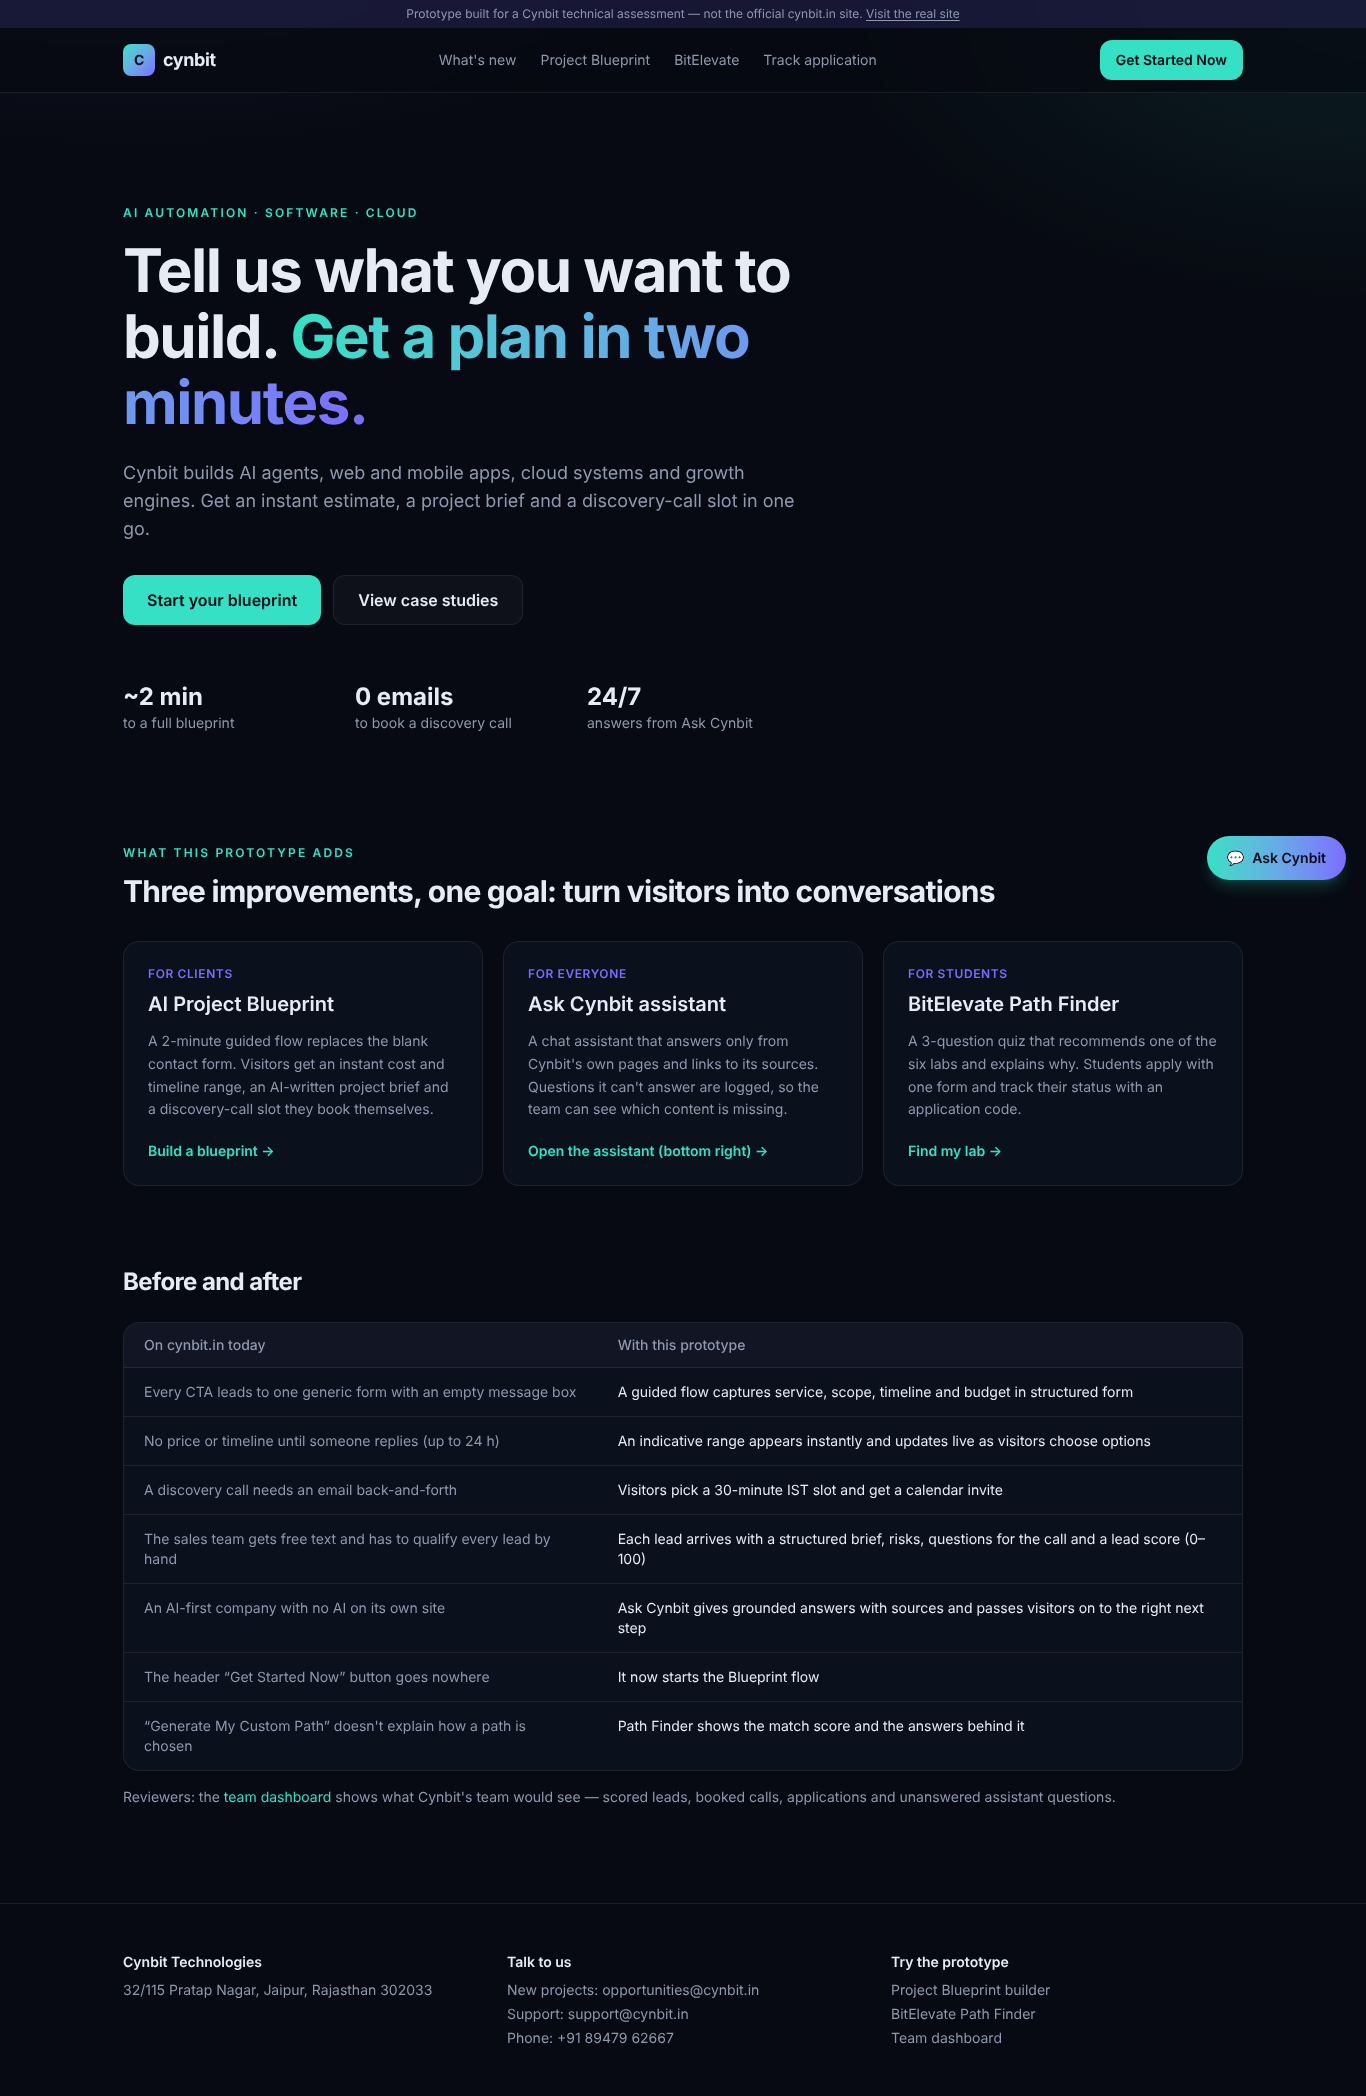 Prototype built for a Cynbit technical assessment — not the official cynbit.in site. Visit the real site
C cynbit
What's new
Project Blueprint
BitElevate
Track application
Get Started Now
AI AUTOMATION · SOFTWARE · CLOUD
Tell us what you want to
build. Get a plan in two
minutes.
Cynbit builds AI agents, web and mobile apps, cloud systems and growth
engines. Get an instant estimate, a project brief and a discovery-call slot in one
go.
Start your blueprint
View case studies
~2 min
to a full blueprint
0 emails
to book a discovery call
24/7
answers from Ask Cynbit
WHAT THIS PROTOTYPE ADDS
Three improvements, one goal: turn visitors into conversations
💬 Ask Cynbit
FOR CLIENTS
AI Project Blueprint
A 2-minute guided flow replaces the blank
contact form. Visitors get an instant cost and
timeline range, an AI-written project brief and
a discovery-call slot they book themselves.
Build a blueprint →
FOR EVERYONE
Ask Cynbit assistant
A chat assistant that answers only from
Cynbit's own pages and links to its sources.
Questions it can't answer are logged, so the
team can see which content is missing.
Open the assistant (bottom right) →
FOR STUDENTS
BitElevate Path Finder
A 3-question quiz that recommends one of the
six labs and explains why. Students apply with
one form and track their status with an
application code.
Find my lab →
Before and after
On cynbit.in today
With this prototype
Every CTA leads to one generic form with an empty message box
A guided flow captures service, scope, timeline and budget in structured form
No price or timeline until someone replies (up to 24 h)
An indicative range appears instantly and updates live as visitors choose options
A discovery call needs an email back-and-forth
Visitors pick a 30-minute IST slot and get a calendar invite
The sales team gets free text and has to qualify every lead by
hand
Each lead arrives with a structured brief, risks, questions for the call and a lead score (0–
100)
An AI-first company with no AI on its own site
Ask Cynbit gives grounded answers with sources and passes visitors on to the right next
step
The header “Get Started Now” button goes nowhere
It now starts the Blueprint flow
“Generate My Custom Path” doesn't explain how a path is
chosen
Path Finder shows the match score and the answers behind it
Reviewers: the team dashboard shows what Cynbit's team would see — scored leads, booked calls, applications and unanswered assistant questions.
Cynbit Technologies
32/115 Pratap Nagar, Jaipur, Rajasthan 302033
Talk to us
New projects: opportunities@cynbit.in
Support: support@cynbit.in
Phone: +91 89479 62667
Try the prototype
Project Blueprint builder
BitElevate Path Finder
Team dashboard